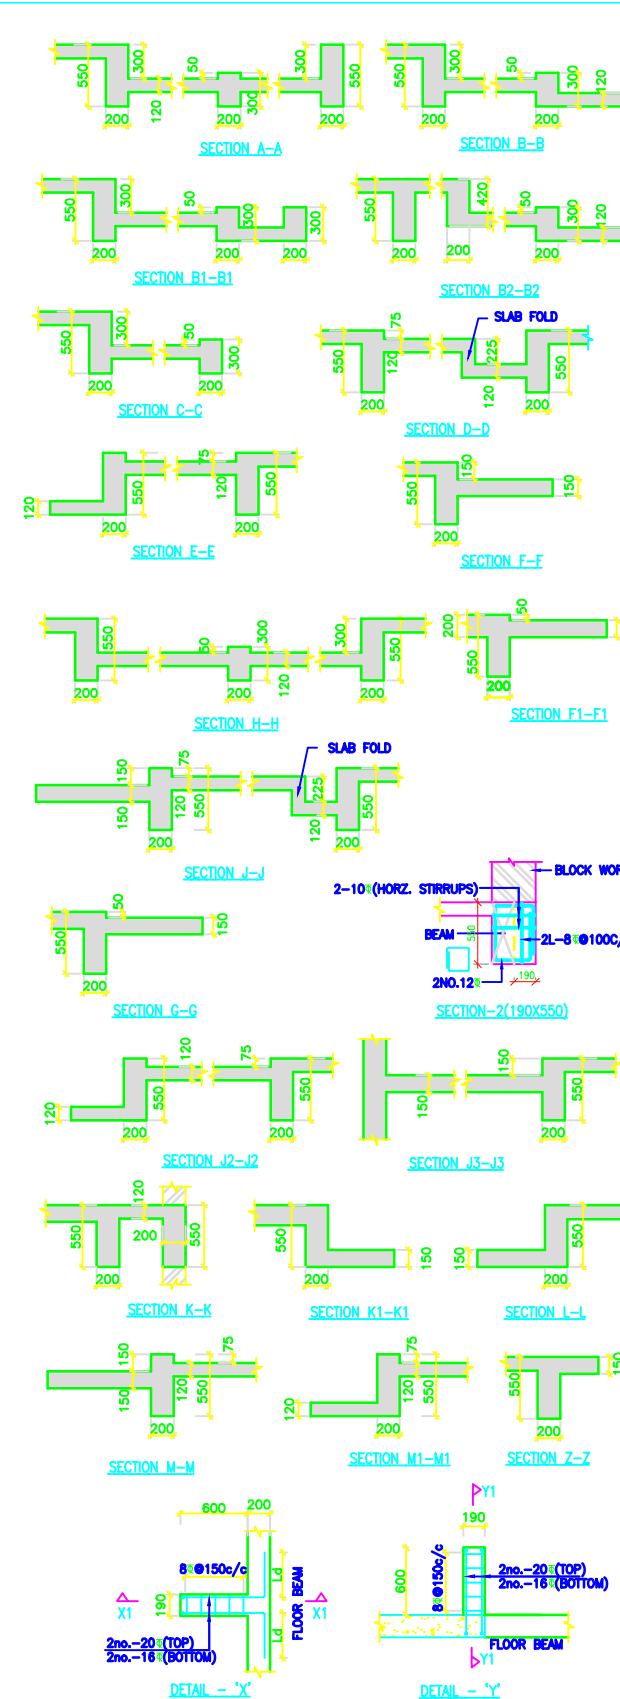 550 300 120 50 300 300 550
200 200 200
SECTION A-A
550 300 50 300 120
200 200
SECTION B-B
550 300 50 300 300
200 200 200
SECTION B1-B1
550 420 50 300 120
200 200
SECTION B2-B2
550 300 50 300
200 200
SECTION C-C
SLAB FOLD
550 75 120 225 120 550
200 200
SECTION D-D
120 550 75 120 550
200 200
SECTION E-E
550 150 150
200
SECTION F-F
550 50 300 120 300 550
200 200 200
SECTION H-H
200 550 50
200
SECTION F1-F1
SLAB FOLD
150 150 75 120 550 225 120 550
200 200
SECTION J-J
550 50 150
200
SECTION G-G
BLOCK WOR
2-10 (HORZ. STIRRUPS)
BEAM
2L-8 @100C/
2NO.12
190
SECTION-2(190X550)
120 550 120 75 550
200 200
SECTION J2-J2
150 150 550
200
SECTION J3-J3
550 120 200 550
200
SECTION K-K
550 150
200
SECTION K1-K1
150 550
200
SECTION L-L
150 150 120 550 75
200
SECTION M-M
120 120 550
200
SECTION M1-M1
550 150
200
SECTION Z-Z
600 200
8 @150c/c
190
X1 X1
Ld
Ld
FLOOR BEAM
2no.-20 (TOP)
2no.-16 (BOTTOM)
DETAIL - 'X'
Y1
190
600
8 @150c/c
2no.-20 (TOP)
2no.-16 (BOTTOM)
FLOOR BEAM
Y1
DETAIL - 'Y'